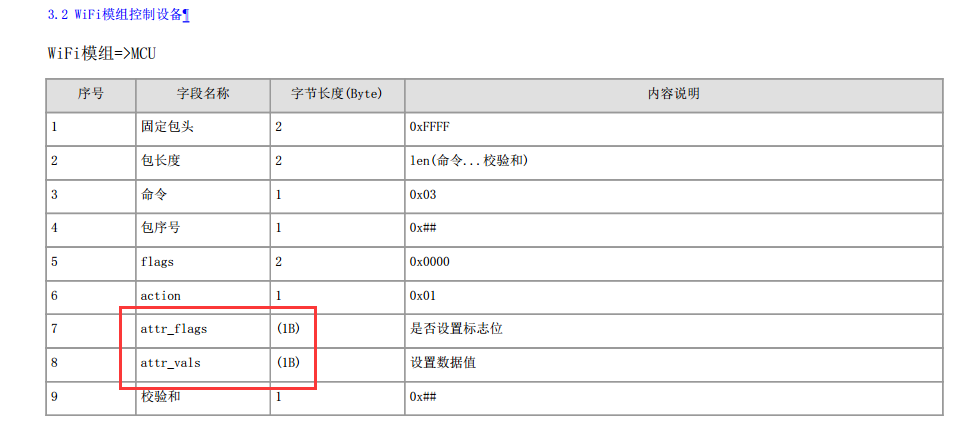 3.2 WiFi模组控制设备¶
WiFi模组=>MCU
序号 字段名称 字节长度(Byte) 内容说明
1 固定包头 2 0xFFFF
2 包长度 2 len(命令...校验和)
3 命令 1 0x03
4 包序号 1 0x##
5 flags 2 0x0000
6 action 1 0x01
7 attr_flags (1B) 是否设置标志位
8 attr_vals (1B) 设置数据值
9 校验和 1 0x##